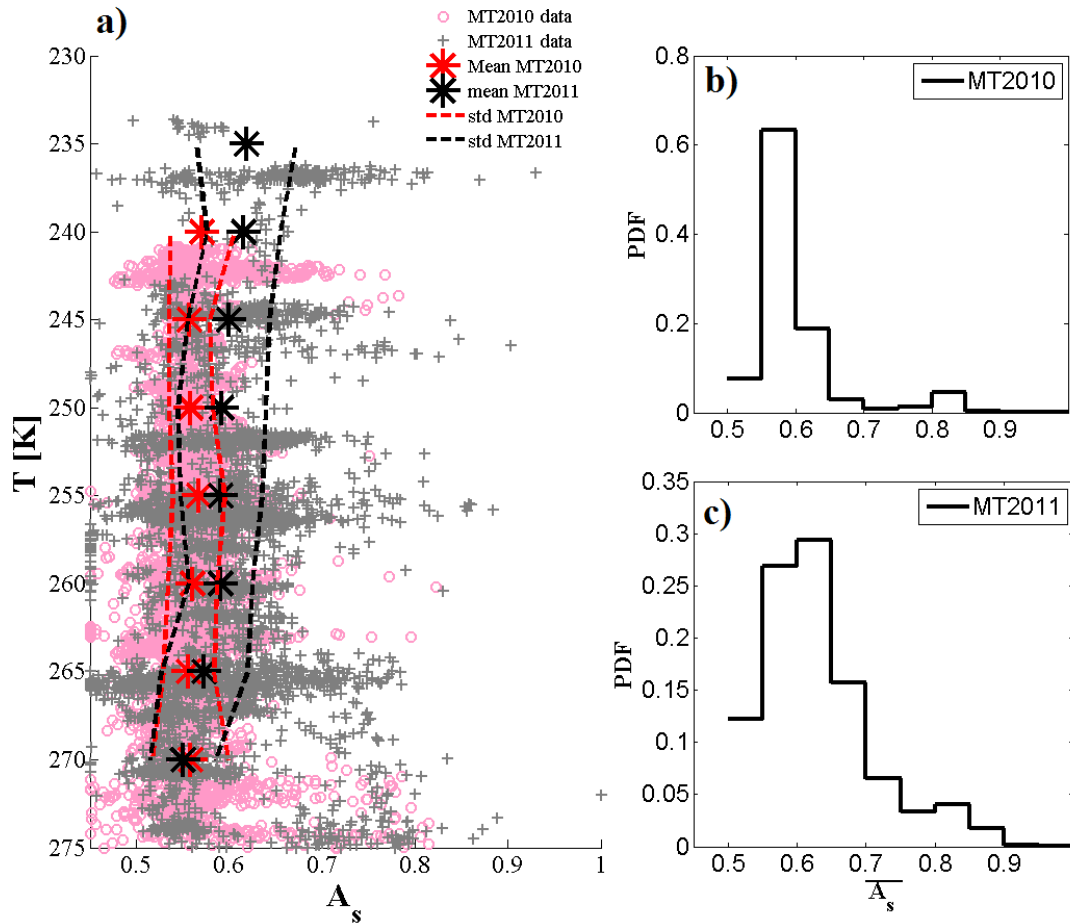 a)
MT2010 data
MT2011 data
Mean MT2010
mean MT2011
std MT2010
std MT2011
230
235
240
245
250
255
260
265
270
275
T [K]
0.5 0.6 0.7 0.8 0.9 1
A_s
b)
MT2010
0.8
0.6
0.4
0.2
0
PDF
0.5 0.6 0.7 0.8 0.9
c)
MT2011
0.35
0.3
0.25
0.2
0.15
0.1
0.05
0
PDF
0.5 0.6 0.7 0.8 0.9
A_s